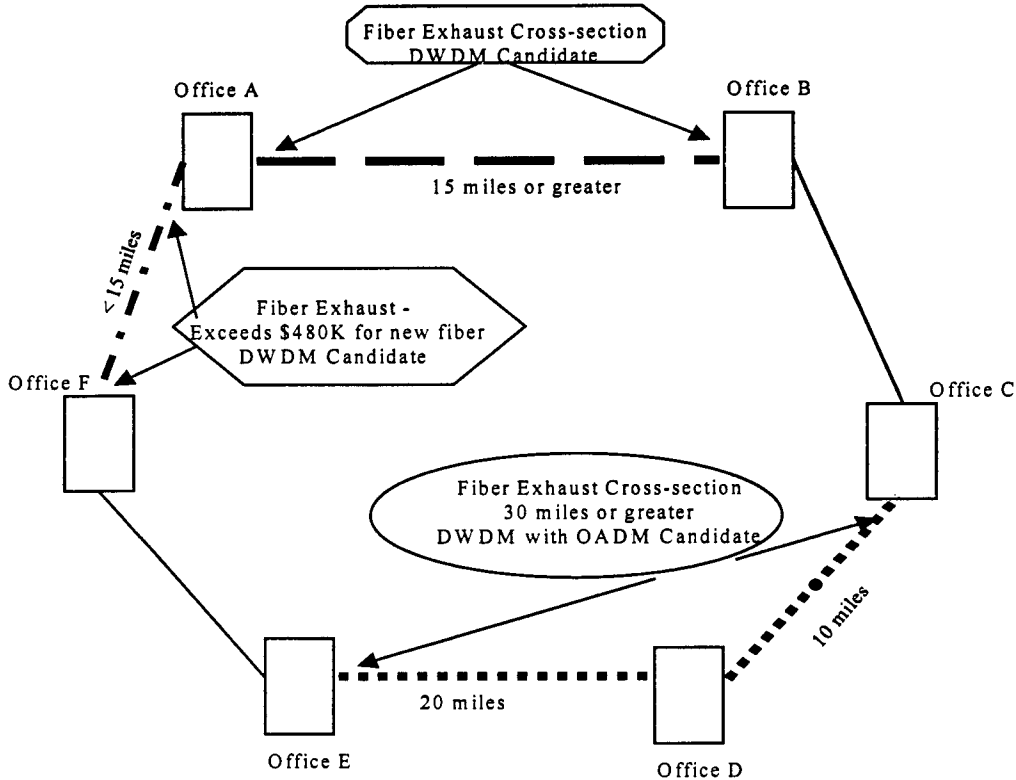 Fiber Exhaust Cross-section
DWDM Candidate
Office A
Office B
15 miles or greater
<15 miles
Fiber Exhaust -
Exceeds $480K for new fiber
DWDM Candidate
Office F
Office C
Fiber Exhaust Cross-section
30 miles or greater
DWDM with OADM Candidate
10 miles
20 miles
Office E
Office D